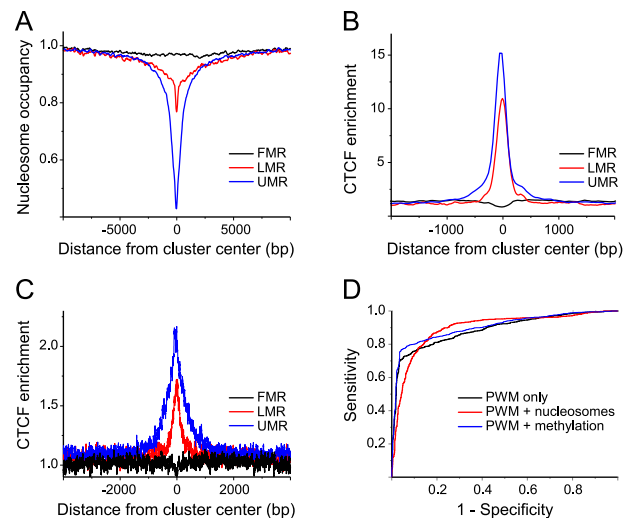 A
Nucleosome occupancy
1.0
0.8
0.6
FMR
LMR
UMR
-5000 0 5000
Distance from cluster center (bp)
B
CTCF enrichment
15
10
5
FMR
LMR
UMR
-1000 0 1000
Distance from cluster center (bp)
C
CTCF enrichment
2.0
1.5
1.0
FMR
LMR
UMR
-2000 0 2000
Distance from cluster center (bp)
D
Sensitivity
1.0
0.8
0.6
0.4
0.2
PWM only
PWM + nucleosomes
PWM + methylation
0.2 0.4 0.6 0.8
1 - Specificity